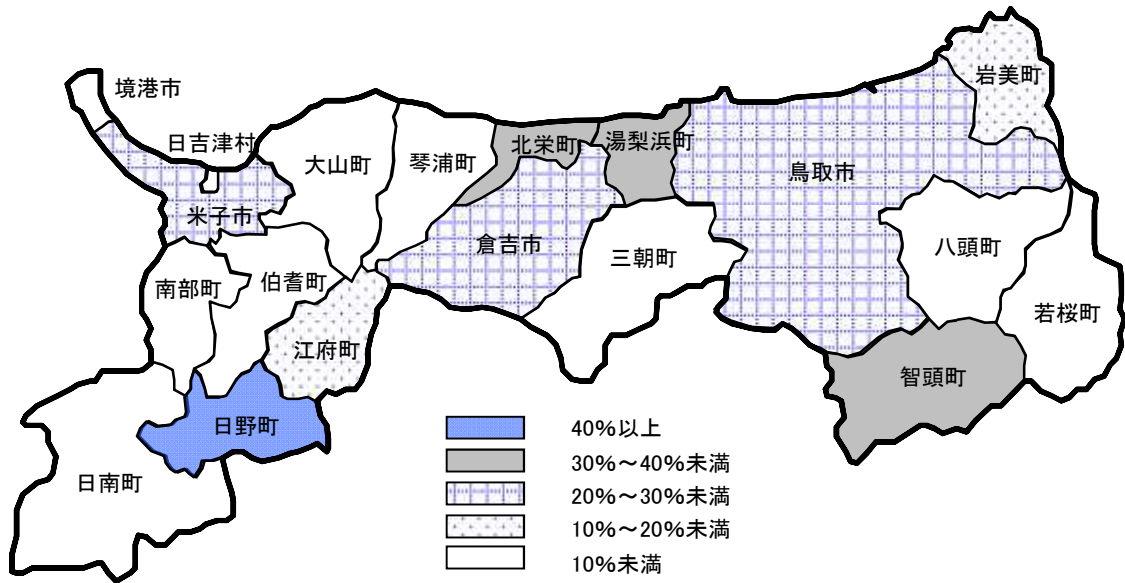 岩美町
境港市
日吉津村
大山町
琴浦町
北栄町
湯梨浜町
鳥取市
米子市
倉吉市
三朝町
八頭町
南部町
伯耆町
若桜町
江府町
智頭町
日野町
日南町
40%以上
30%～40%未満
20%～30%未満
10%～20%未満
10%未満